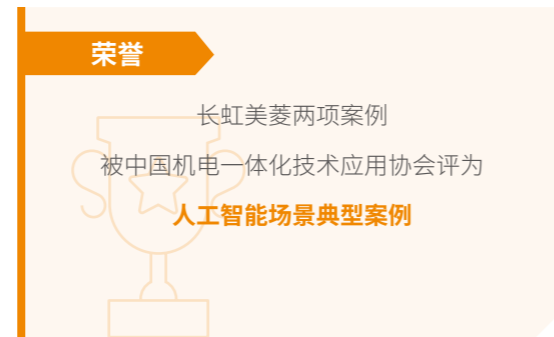 荣誉
长虹美菱两项案例
被中国机电一体化技术应用协会评为
人工智能场景典型案例